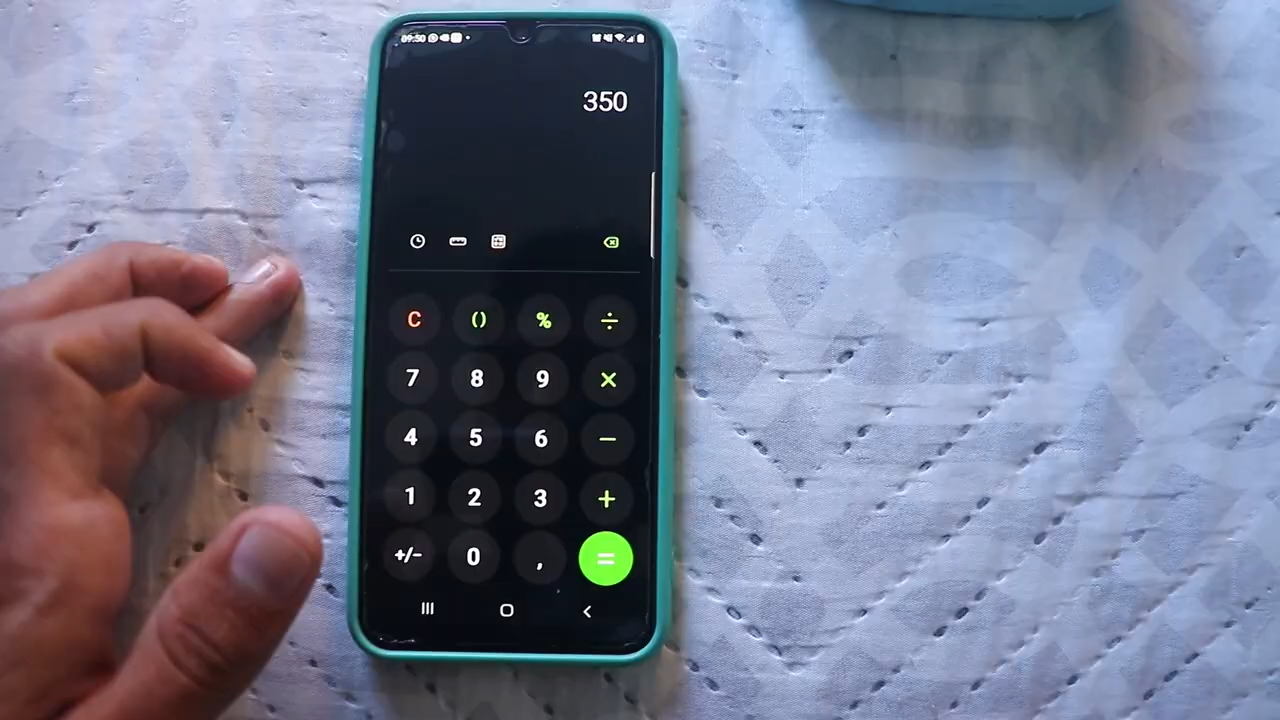 09:50
350
C () % ÷
7 8 9 ×
4 5 6 −
1 2 3 +
+/− 0 , =